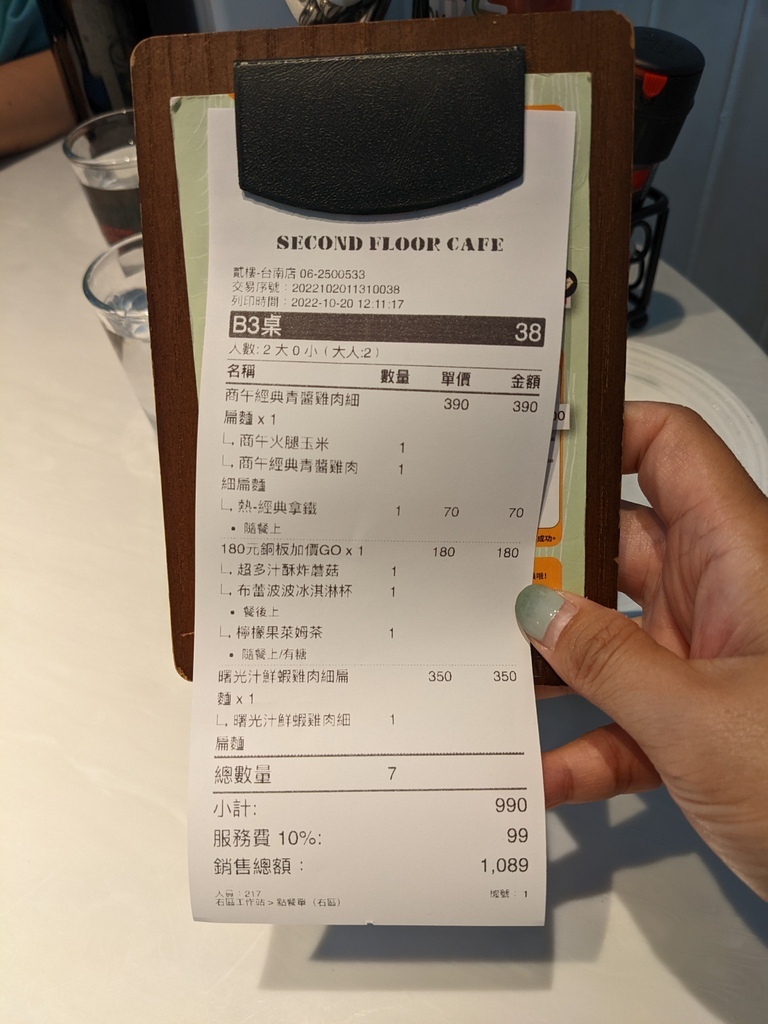 SECOND FLOOR CAFE
貳樓-台南店 06-2500533
交易序號：2022102011310038
列印時間：2022-10-20 12:11:17
B3桌 38
人數: 2 大 0 小 ( 大人:2 )
名稱 數量 單價 金額
商午經典青醬雞肉細 390 390
扁麵 x 1
商午火腿玉米 1
商午經典青醬雞肉 1
細扁麵
熱-經典拿鐵 1 70 70
• 隨餐上
180元銅板加價GO x 1 180 180
超多汁酥炸蘑菇 1
布蕾波波冰淇淋杯 1
• 餐後上
檸檬果萊姆茶 1
• 隨餐上/有糖
曙光汁鮮蝦雞肉細扁 350 350
麵 x 1
曙光汁鮮蝦雞肉細 1
扁麵
總數量 7
小計: 990
服務費 10%: 99
銷售總額： 1,089
人員：217 編號：1
右區工作站 > 點餐單（右區）
成功。